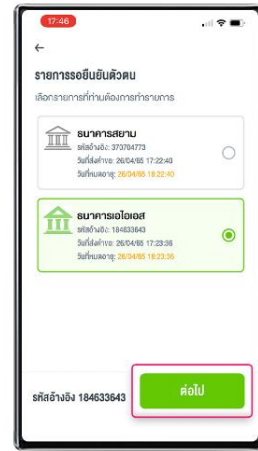 17:46
รายการรอยืนยันตัวตน
เลือกรายการที่ท่านต้องการทำรายการ
ธนาคารสยาม
รหัสอ้างอิง: 370784773
วันที่ส่งคำขอ: 26/04/65 17:22:40
วันที่หมดอายุ: 26/04/65 18:22:40
ธนาคารเอไอเอส
รหัสอ้างอิง: 184633643
วันที่ส่งคำขอ: 26/04/65 17:23:36
วันที่หมดอายุ: 26/04/65 18:23:36
รหัสอ้างอิง 184633643
ต่อไป